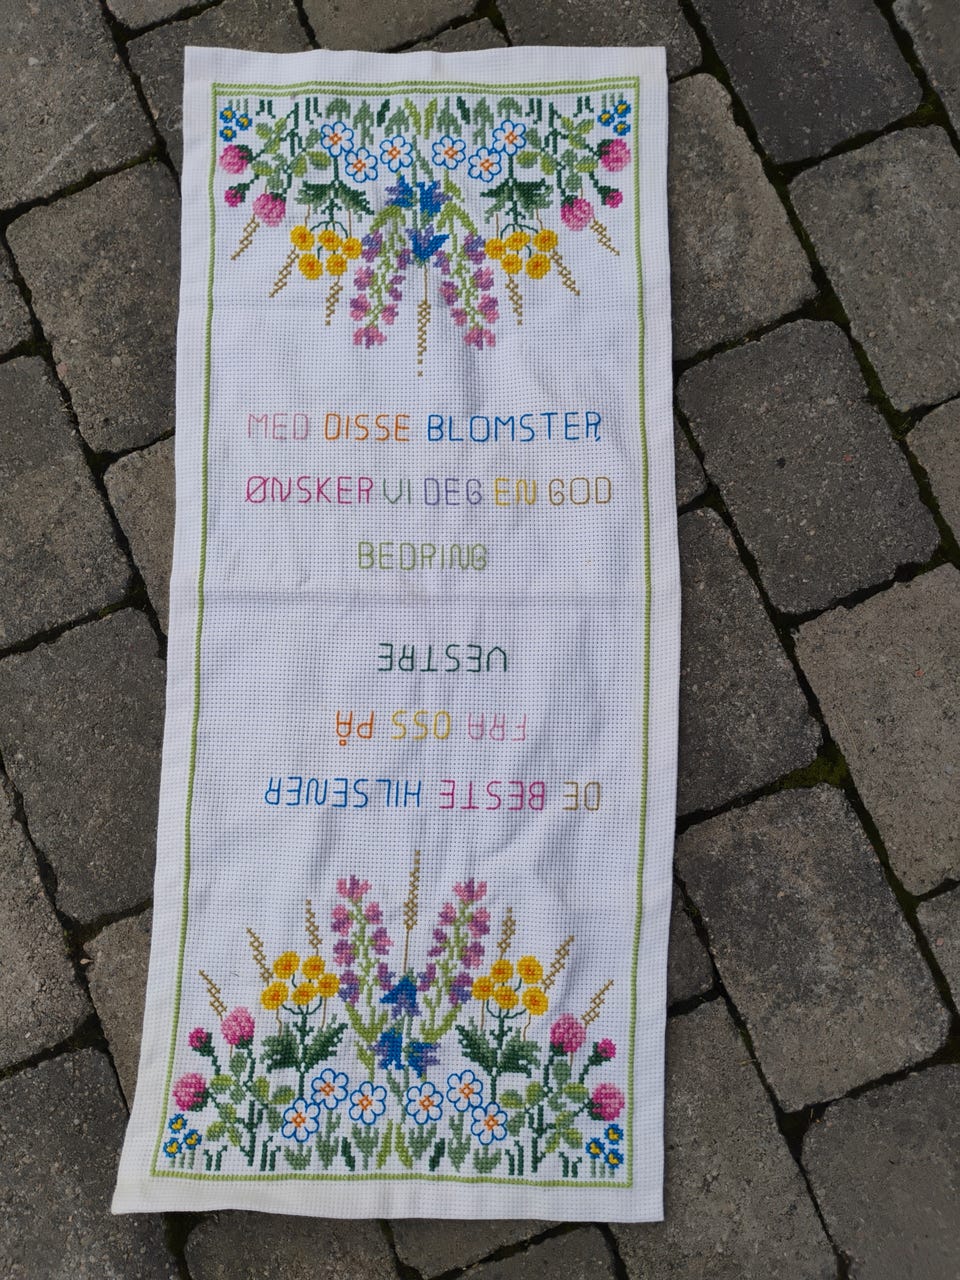 MED DISSE BLOMSTER,
ØNSKER VI DEG EN GOD
BEDRING
DE BESTE HILSENER
FRA OSS PÅ
VESTRE